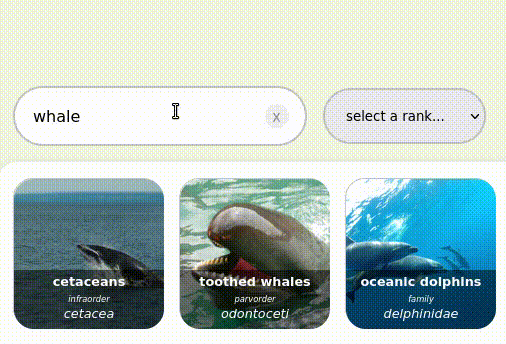 whale
x
select a rank...
cetaceans
infraorder
cetacea
toothed whales
parvorder
odontoceti
oceanic dolphins
family
delphinidae